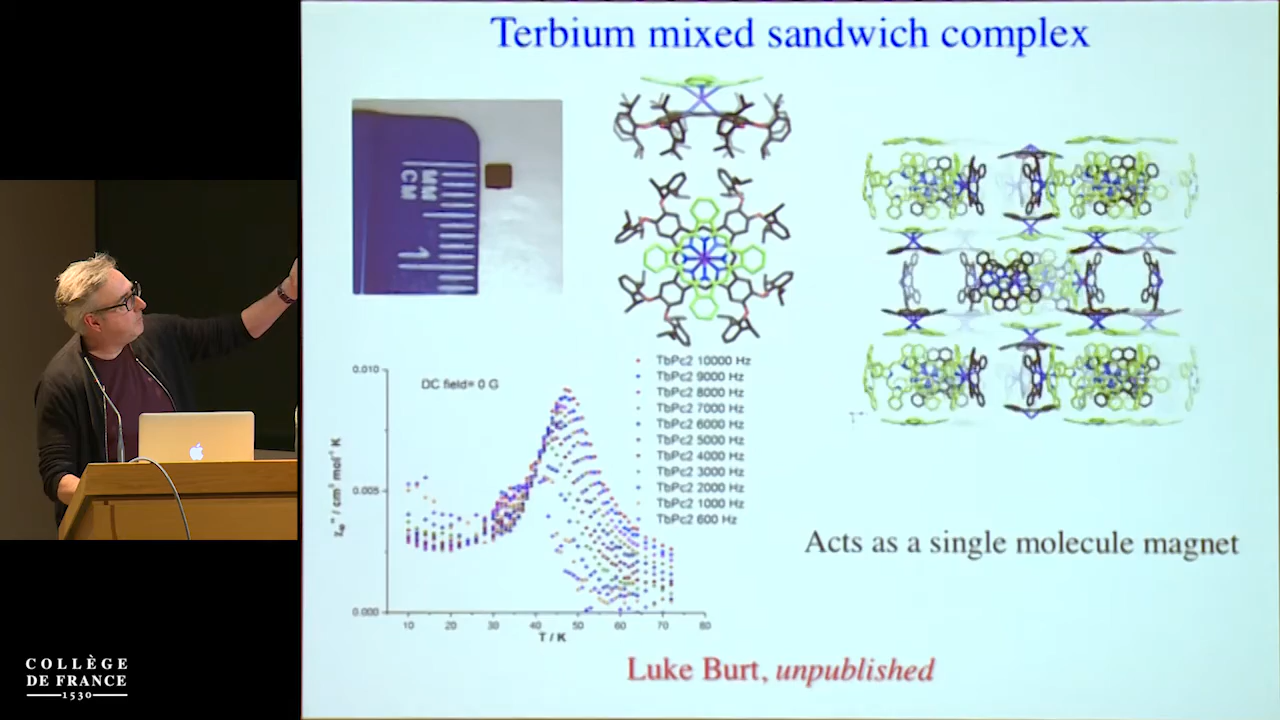 Terbium mixed sandwich complex
MM
CM
1
TbPc2 10000 Hz
TbPc2 9000 Hz
TbPc2 8000 Hz
TbPc2 7000 Hz
TbPc2 6000 Hz
TbPc2 5000 Hz
TbPc2 4000 Hz
TbPc2 3000 Hz
TbPc2 2000 Hz
TbPc2 1000 Hz
TbPc2 600 Hz
DC field= 0 G
0.010
0.005
0.000
10 20 30 40 50 60 70 80
T / K
Acts as a single molecule magnet
Luke Burt, unpublished
COLLÈGE
DE FRANCE
1530